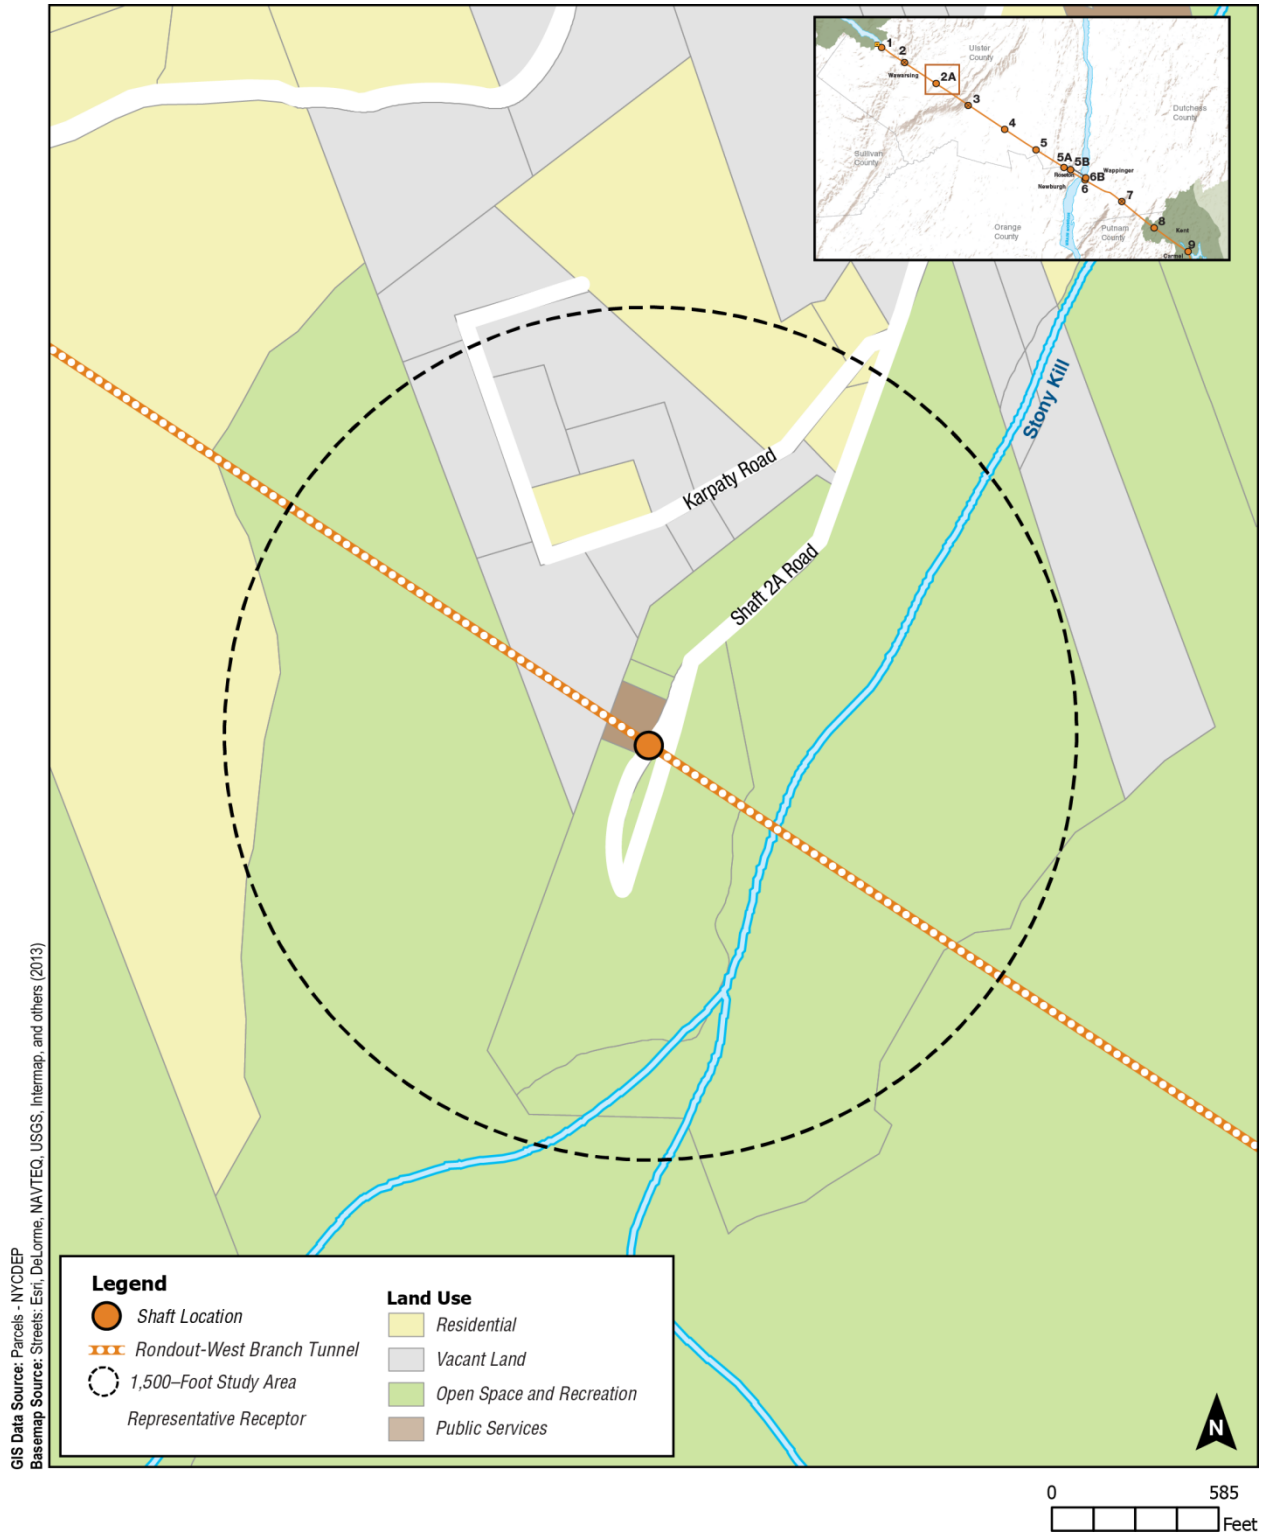 1
2
Wawarsing
2A
3
4
5
5A
5B
6B
6
7
8
9
Ulster
County
Dutchess
County
Sullivan
County
Roseton
Newburgh
Wappinger
Orange
County
Putnam
County
Kent
Carmel
Stony Kill
Karpaty Road
Shaft 2A Road
Legend
Shaft Location
Rondout-West Branch Tunnel
1,500–Foot Study Area
Representative Receptor
Land Use
Residential
Vacant Land
Open Space and Recreation
Public Services
GIS Data Source: Parcels - NYCDEP
Basemap Source: Streets: Esri, DeLorme, NAVTEQ, USGS, Intermap, and others (2013)
N
0 585
Feet